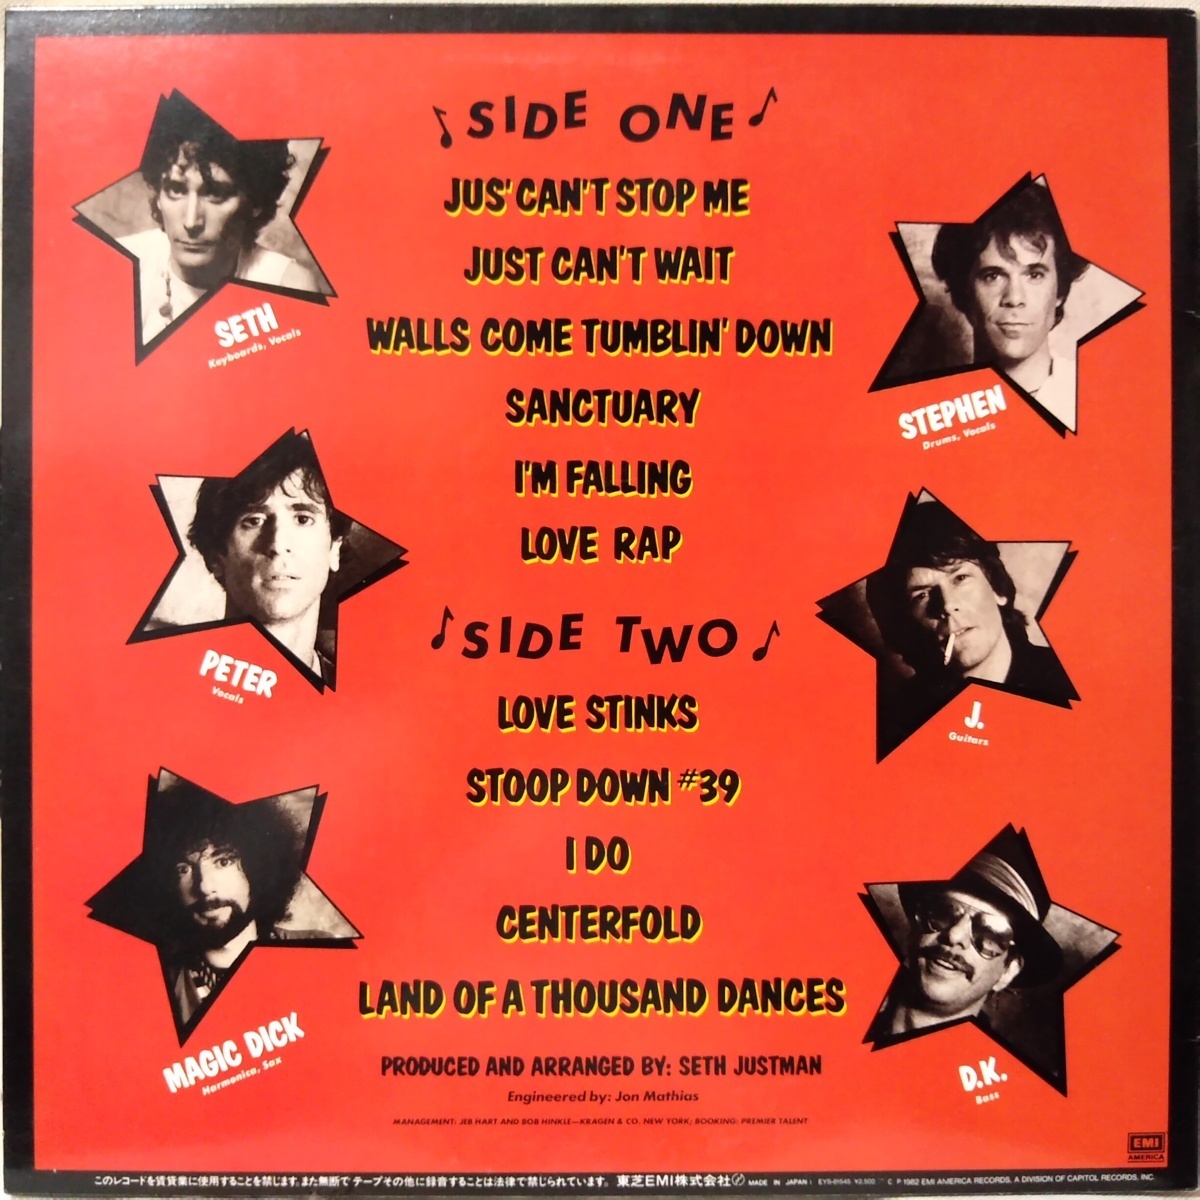 ♪ SIDE ONE ♪
JUS' CAN'T STOP ME
JUST CAN'T WAIT
WALLS COME TUMBLIN' DOWN
SANCTUARY
I'M FALLING
LOVE RAP
♪ SIDE TWO ♪
LOVE STINKS
STOOP DOWN #39
I DO
CENTERFOLD
LAND OF A THOUSAND DANCES
PRODUCED AND ARRANGED BY: SETH JUSTMAN
Engineered by: Jon Mathias
MANAGEMENT: JEB HART AND BOB HINKLE—KRAGEN & CO. NEW YORK; BOOKING: PREMIER TALENT
SETH
Keyboards, Vocals
PETER
Vocals
MAGIC DICK
Harmonica, Sax
STEPHEN
Drums, Vocals
J.
Guitars
D.K.
Bass
EMI
AMERICA
このレコードを賃貸業に使用することを禁じます。また無断でテープその他に録音することは法律で禁じられています。 東芝EMI株式会社 MADE IN JAPAN EYS-81545 ¥2,500 C P 1982 EMI AMERICA RECORDS, A DIVISION OF CAPITOL RECORDS, INC.